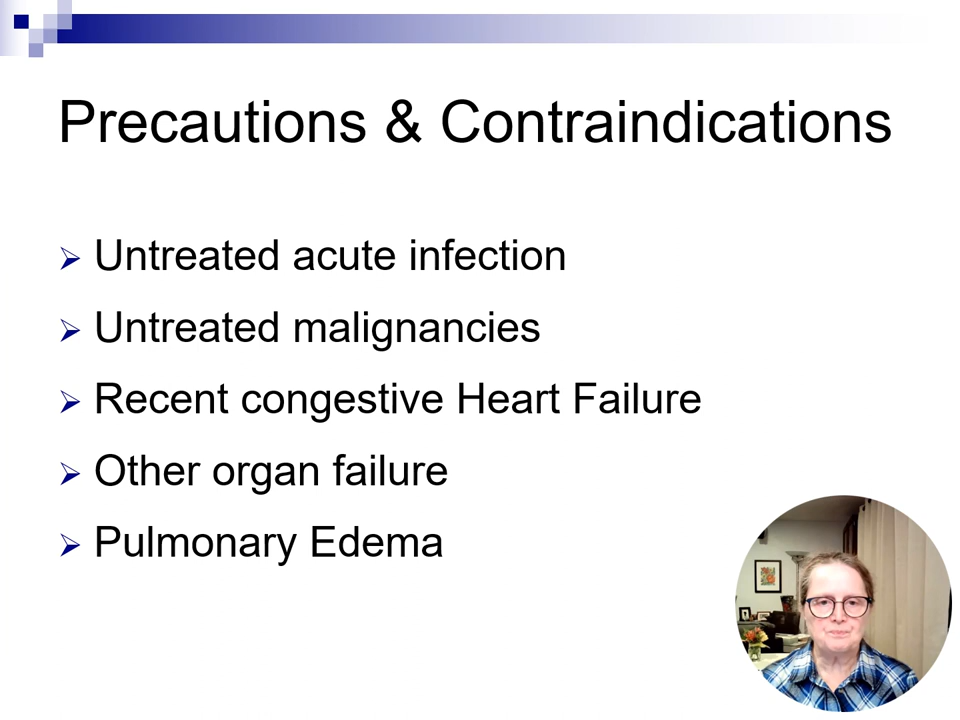 Precautions & Contraindications
Untreated acute infection
Untreated malignancies
Recent congestive Heart Failure
Other organ failure
Pulmonary Edema